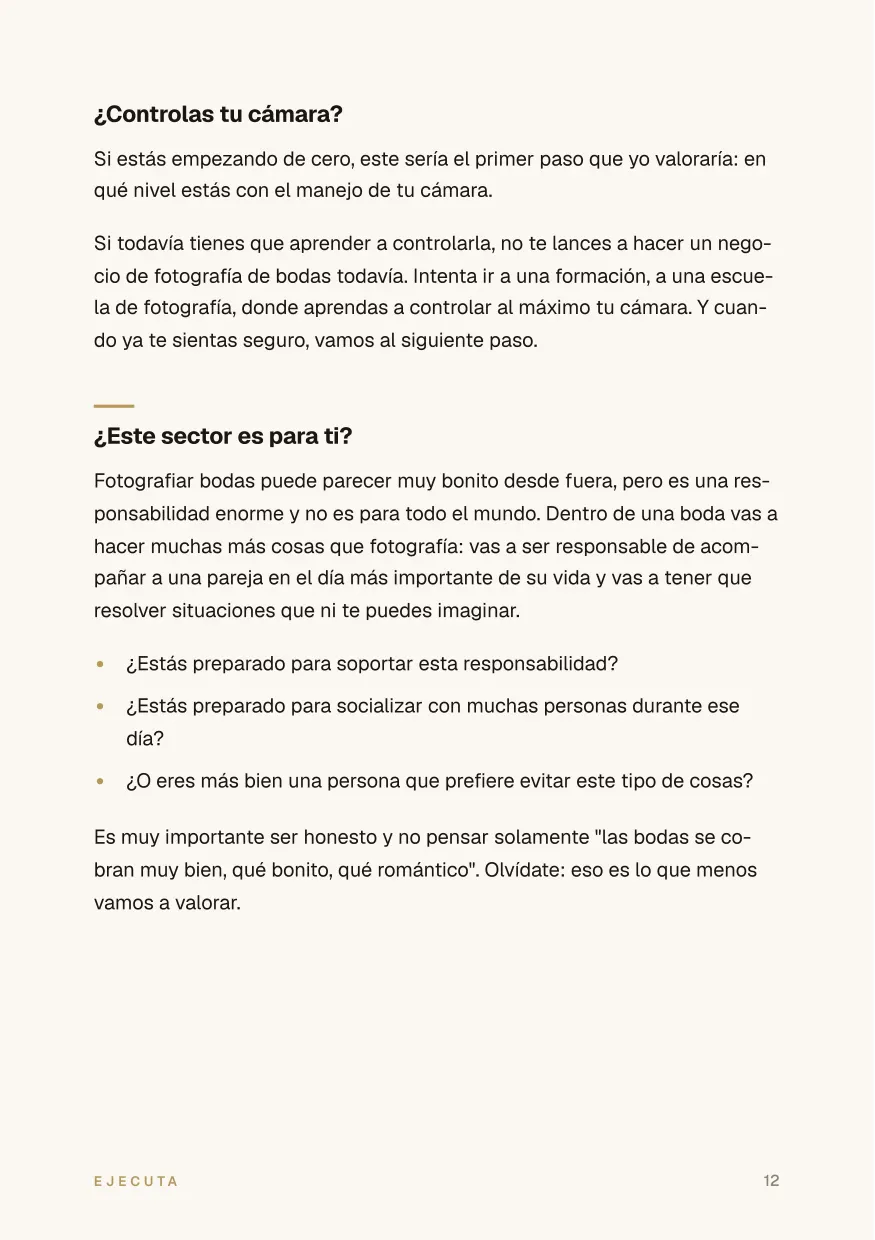 ¿Controlas tu cámara?
Si estás empezando de cero, este sería el primer paso que yo valoraría: en
qué nivel estás con el manejo de tu cámara.
Si todavía tienes que aprender a controlarla, no te lances a hacer un nego-
cio de fotografía de bodas todavía. Intenta ir a una formación, a una escue-
la de fotografía, donde aprendas a controlar al máximo tu cámara. Y cuan-
do ya te sientas seguro, vamos al siguiente paso.
¿Este sector es para ti?
Fotografiar bodas puede parecer muy bonito desde fuera, pero es una res-
ponsabilidad enorme y no es para todo el mundo. Dentro de una boda vas a
hacer muchas más cosas que fotografía: vas a ser responsable de acom-
pañar a una pareja en el día más importante de su vida y vas a tener que
resolver situaciones que ni te puedes imaginar.
• ¿Estás preparado para soportar esta responsabilidad?
• ¿Estás preparado para socializar con muchas personas durante ese
día?
• ¿O eres más bien una persona que prefiere evitar este tipo de cosas?
Es muy importante ser honesto y no pensar solamente "las bodas se co-
bran muy bien, qué bonito, qué romántico". Olvídate: eso es lo que menos
vamos a valorar.
EJECUTA
12